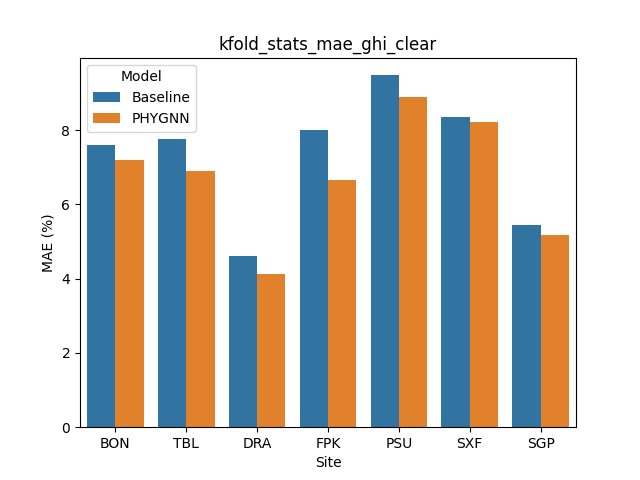 kfold_stats_mae_ghi_clear
Model
Baseline
PHYGNN
MAE (%)
8
6
4
2
0
BON TBL DRA FPK PSU SXF SGP
Site